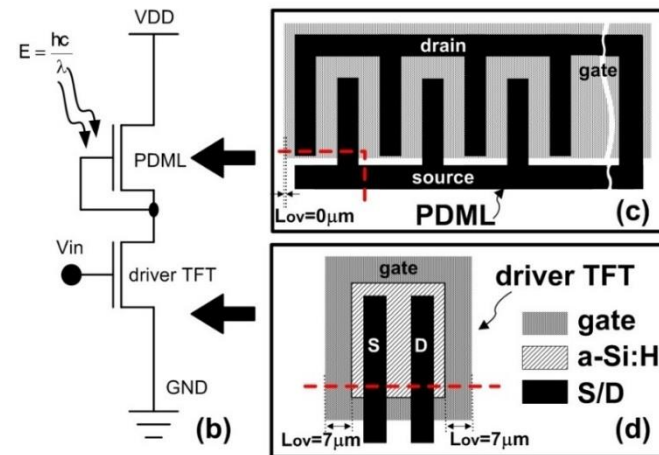 VDD
E = hc/λ
PDML
Vin
driver TFT
GND
(b)
drain
gate
source
Lov=0μm
PDML
(c)
gate
driver TFT
S D
gate
a-Si:H
S/D
Lov=7μm Lov=7μm
(d)